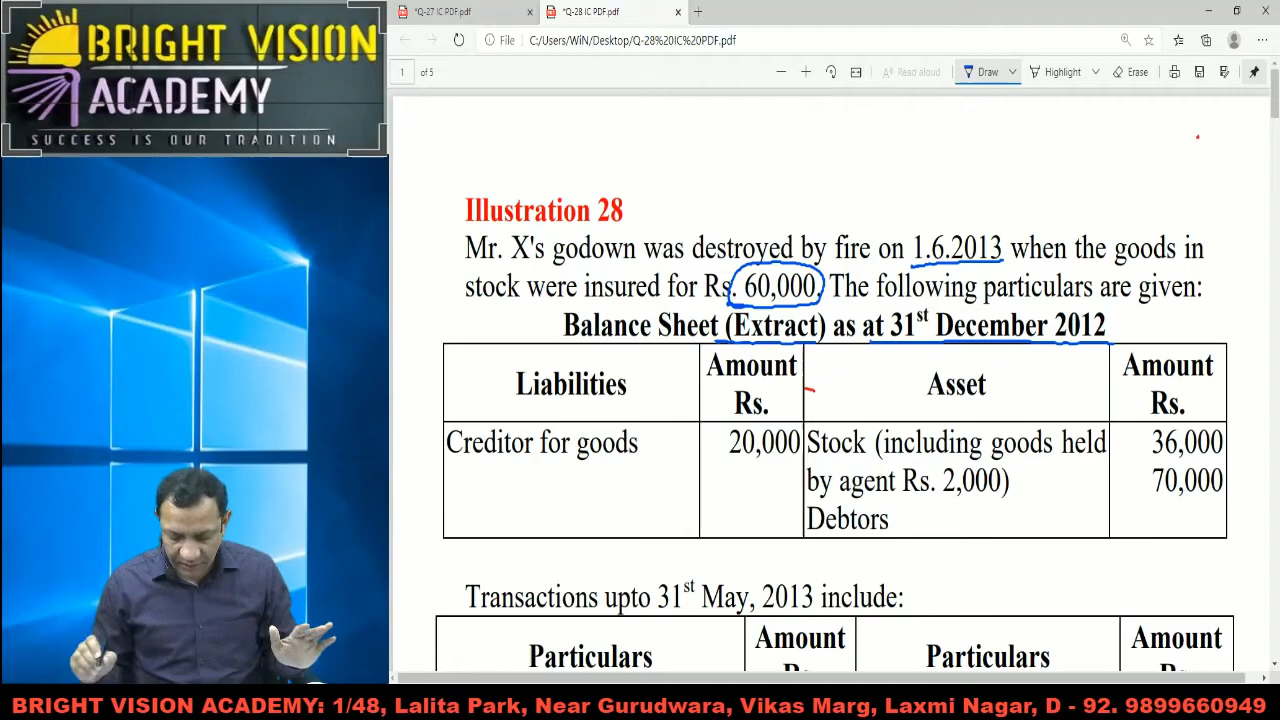 BRIGHT VISION
ACADEMY
SUCCESS IS OUR TRADITION
*Q-27 IC PDF.pdf
*Q-28 IC PDF.pdf
File
C:/Users/WiN/Desktop/Q-28%20IC%20PDF.pdf
1 of 5
Read aloud
Draw
Highlight
Erase
Illustration 28
Mr. X's godown was destroyed by fire on 1.6.2013 when the goods in
stock were insured for Rs. 60,000. The following particulars are given:
Balance Sheet (Extract) as at 31st December 2012
Liabilities
Amount
Rs.
Asset
Amount
Rs.
Creditor for goods
20,000
Stock (including goods held
by agent Rs. 2,000)
Debtors
36,000
70,000
Transactions upto 31st May, 2013 include:
Particulars
Amount
Particulars
Amount
BRIGHT VISION ACADEMY: 1/48, Lalita Park, Near Gurudwara, Vikas Marg, Laxmi Nagar, D - 92. 9899660949